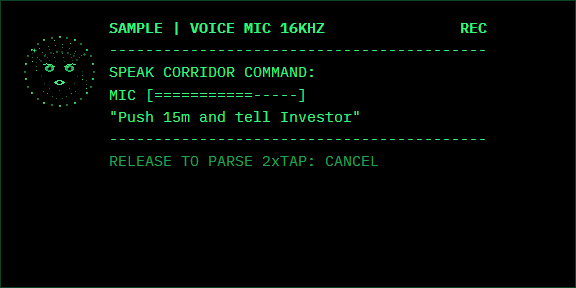 SAMPLE | VOICE MIC 16KHZ REC
------------------------------------------
SPEAK CORRIDOR COMMAND:
MIC [===========-----]
"Push 15m and tell Investor"
------------------------------------------
RELEASE TO PARSE 2xTAP: CANCEL